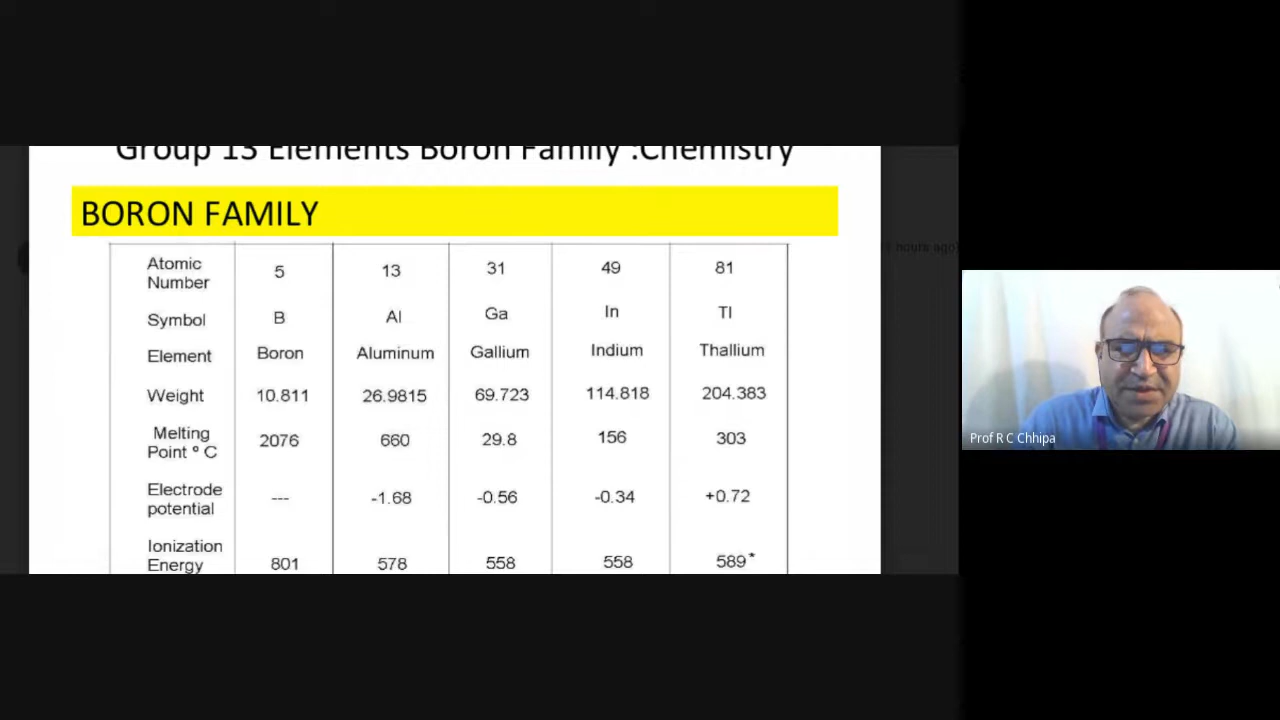 Group 13 Elements Boron Family :Chemistry
BORON FAMILY
Atomic Number 5 13 31 49 81
Symbol B Al Ga In Tl
Element Boron Aluminum Gallium Indium Thallium
Weight 10.811 26.9815 69.723 114.818 204.383
Melting Point º C 2076 660 29.8 156 303
Electrode potential --- -1.68 -0.56 -0.34 +0.72
Ionization Energy 801 578 558 558 589*
hours ago)
Prof R C Chhipa